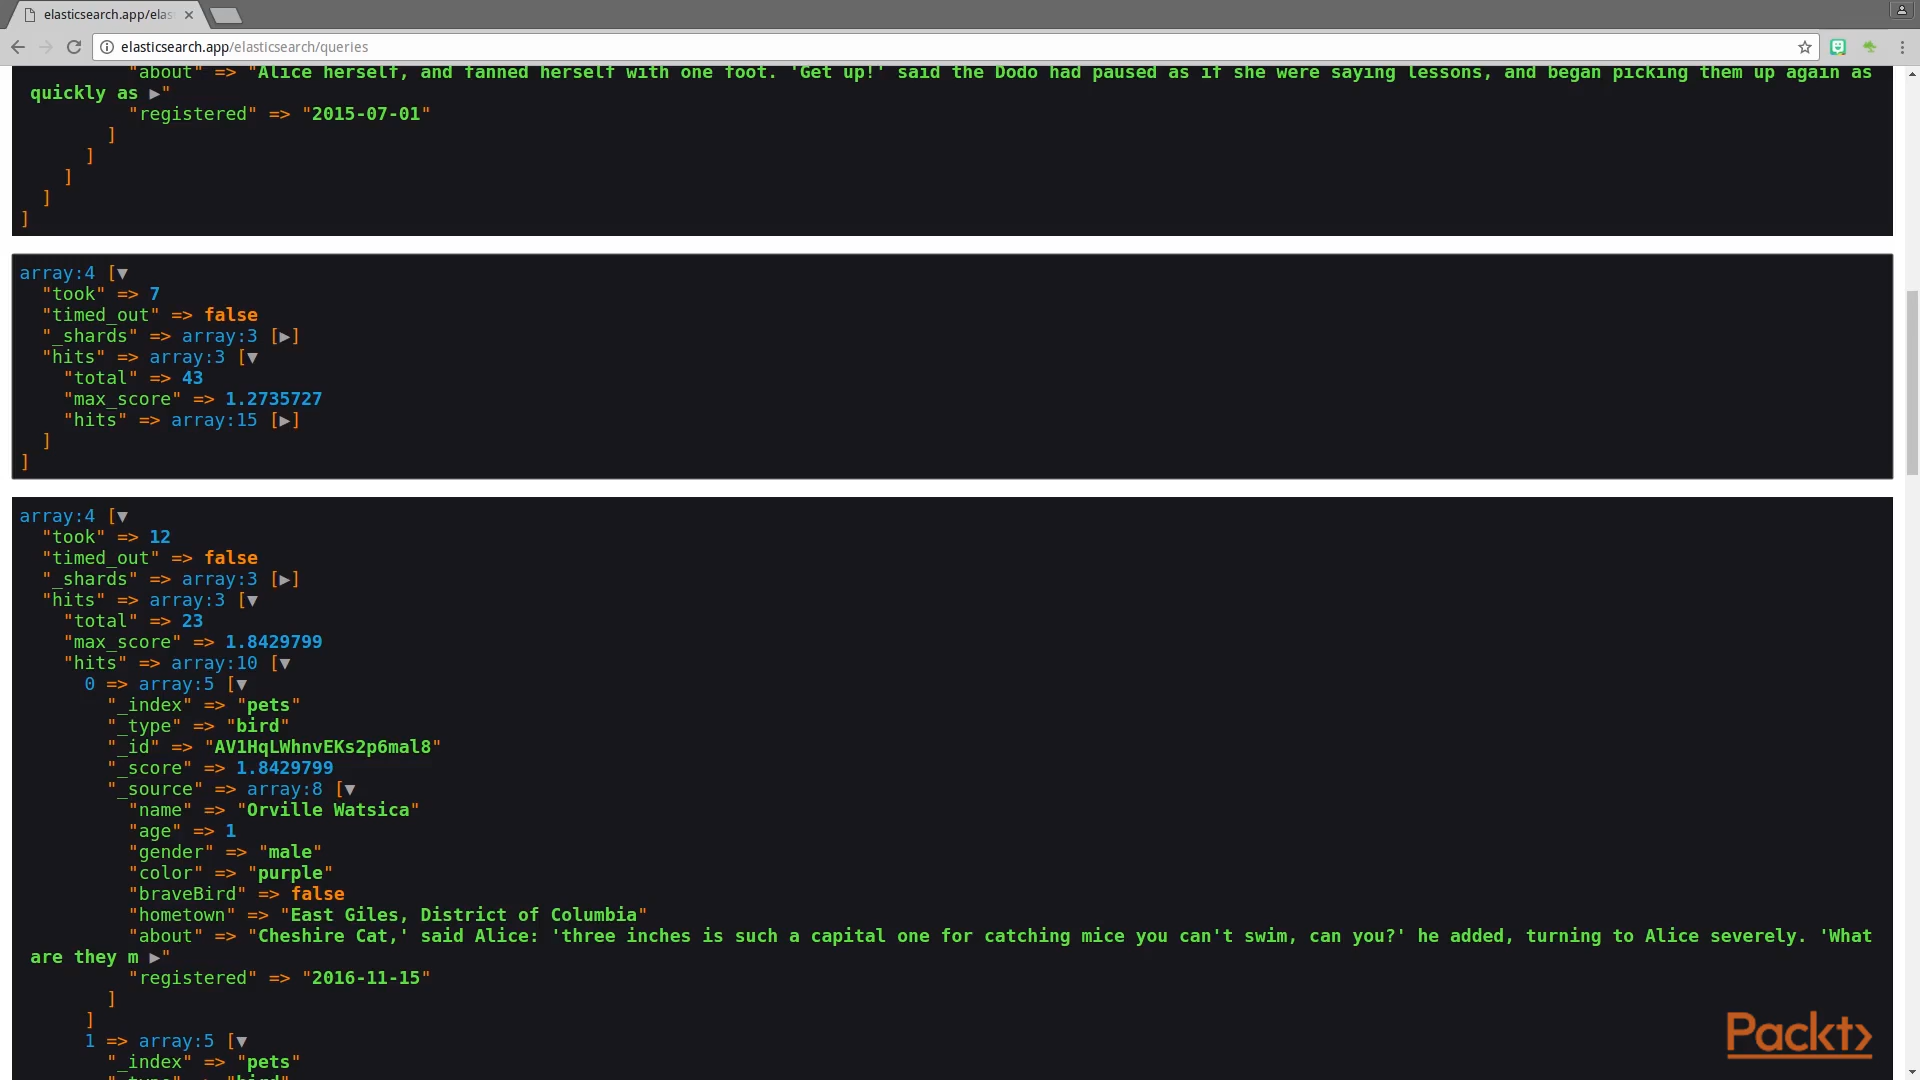 elasticsearch.app/elas
elasticsearch.app/elasticsearch/queries
"about" => "Alice herself, and fanned herself with one foot. 'Get up!' said the Dodo had paused as if she were saying lessons, and began picking them up again as
quickly as ▶"
"registered" => "2015-07-01"
]
]
]
]
]
array:4 [▼
"took" => 7
"timed_out" => false
"_shards" => array:3 [▶]
"hits" => array:3 [▼
"total" => 43
"max_score" => 1.2735727
"hits" => array:15 [▶]
]
]
array:4 [▼
"took" => 12
"timed_out" => false
"_shards" => array:3 [▶]
"hits" => array:3 [▼
"total" => 23
"max_score" => 1.8429799
"hits" => array:10 [▼
0 => array:5 [▼
"_index" => "pets"
"_type" => "bird"
"_id" => "AV1HqLWhnvEKs2p6mal8"
"_score" => 1.8429799
"_source" => array:8 [▼
"name" => "Orville Watsica"
"age" => 1
"gender" => "male"
"color" => "purple"
"braveBird" => false
"hometown" => "East Giles, District of Columbia"
"about" => "Cheshire Cat,' said Alice: 'three inches is such a capital one for catching mice you can't swim, can you?' he added, turning to Alice severely. 'What
are they m ▶"
"registered" => "2016-11-15"
]
]
1 => array:5 [▼
"_index" => "pets"
Packt>